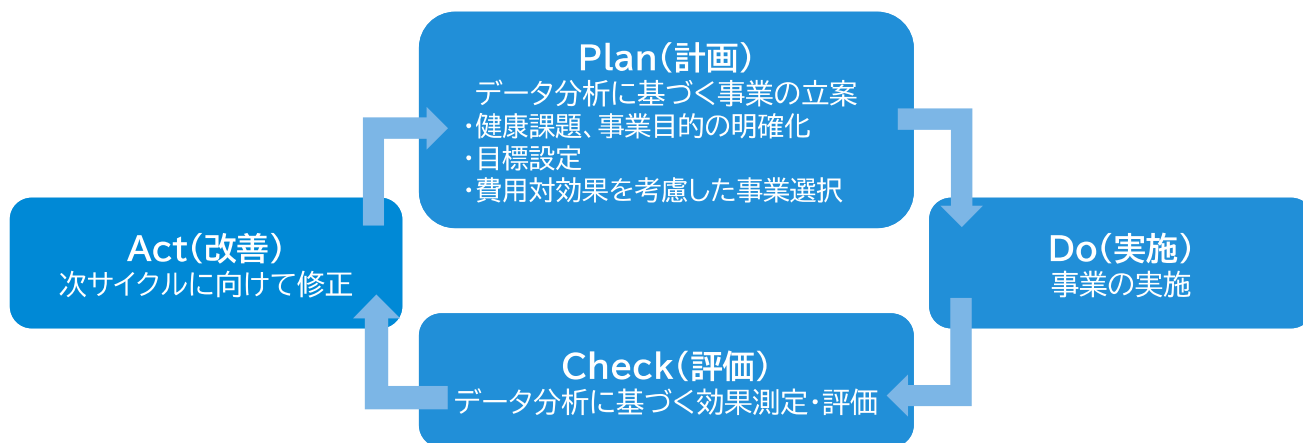 Plan(計画)
データ分析に基づく事業の立案
・健康課題、事業目的の明確化
・目標設定
・費用対効果を考慮した事業選択
Act(改善)
次サイクルに向けて修正
Do(実施)
事業の実施
Check(評価)
データ分析に基づく効果測定・評価